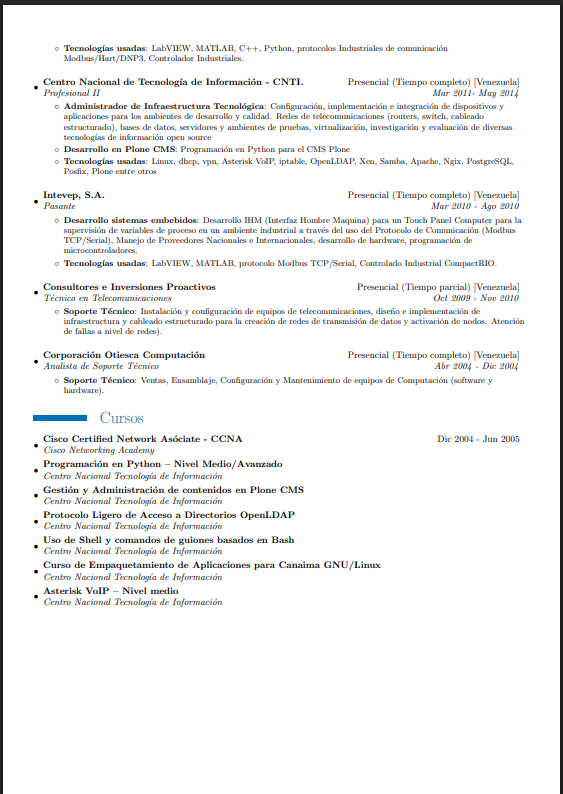 ◦ Tecnologías usadas: LabVIEW, MATLAB, C++, Python, protocolos Industriales de comunicación
Modbus/Hart/DNP3, Controlador Industriales.
• Centro Nacional de Tecnología de Información - CNTI. Presencial (Tiempo completo) [Venezuela]
Profesional II Mar 2011- May 2014
◦ Administrador de Infraestructura Tecnológica: Configuración, implementación e integración de dispositivos y
aplicaciones para los ambientes de desarrollo y calidad. Redes de telecomunicaciones (routers, switch, cableado
estructurado), bases de datos, servidores y ambientes de pruebas, virtualización, investigación y evaluación de diversas
tecnologías de información open source
◦ Desarrollo en Plone CMS: Programación en Python para el CMS Plone
◦ Tecnologías usadas: Linux, dhcp, vpn, Asterisk VoIP, iptable, OpenLDAP, Xen, Samba, Apache, Ngix, PostgreSQL,
Posfix, Plone entre otros
• Intevep, S.A. Presencial (Tiempo completo) [Venezuela]
Pasante Mar 2010 - Ago 2010
◦ Desarrollo sistemas embebidos: Desarrollo IHM (Interfaz Hombre Maquina) para un Touch Panel Computer para la
supervisión de variables de proceso en un ambiente industrial a través del uso del Protocolo de Comunicación (Modbus
TCP/Serial), Manejo de Proveedores Nacionales e Internacionales, desarrollo de hardware, programación de
microcontroladores.
◦ Tecnologías usadas: LabVIEW, MATLAB, protocolo Modbus TCP/Serial, Controlado Industrial CompactRIO.
• Consultores e Inversiones Proactivos Presencial (Tiempo parcial) [Venezuela]
Técnico en Telecomunicaciones Oct 2009 - Nov 2010
◦ Soporte Técnico: Instalación y configuración de equipos de telecomunicaciones, diseño e implementación de
infraestructura y cableado estructurado para la creación de redes de transmisión de datos y activación de nodos. Atención
de fallas a nivel de redes).
• Corporación Otiesca Computación Presencial (Tiempo completo) [Venezuela]
Analista de Soporte Técnico Abr 2004 - Dic 2004
◦ Soporte Técnico: Ventas, Ensamblaje, Configuración y Mantenimiento de equipos de Computación (software y
hardware).
Cursos
• Cisco Certified Network Asóciate - CCNA Dic 2004 - Jun 2005
Cisco Networking Academy
• Programación en Python – Nivel Medio/Avanzado
Centro Nacional Tecnología de Información
• Gestión y Administración de contenidos en Plone CMS
Centro Nacional Tecnología de Información
• Protocolo Ligero de Acceso a Directorios OpenLDAP
Centro Nacional Tecnología de Información
• Uso de Shell y comandos de guiones basados en Bash
Centro Nacional Tecnología de Información
• Curso de Empaquetamiento de Aplicaciones para Canaima GNU/Linux
Centro Nacional Tecnología de Información
• Asterisk VoIP – Nivel medio
Centro Nacional Tecnología de Información